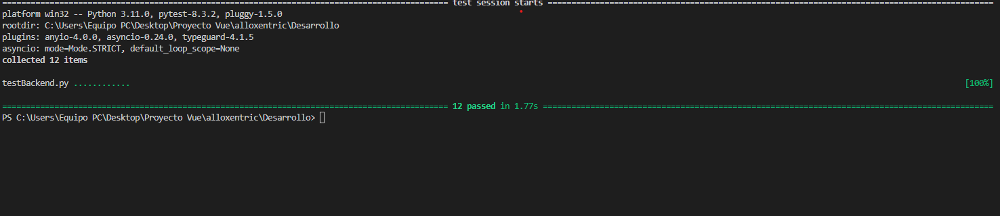 ============================================================================================== test session starts ==============================================================================================
platform win32 -- Python 3.11.0, pytest-8.3.2, pluggy-1.5.0
rootdir: C:\Users\Equipo PC\Desktop\Proyecto Vue\alloxentric\Desarrollo
plugins: anyio-4.0.0, asyncio-0.24.0, typeguard-4.1.5
asyncio: mode=Mode.STRICT, default_loop_scope=None
collected 12 items
testBackend.py ............ [100%]
============================================================================================== 12 passed in 1.77s ===============================================================================================
PS C:\Users\Equipo PC\Desktop\Proyecto Vue\alloxentric\Desarrollo>